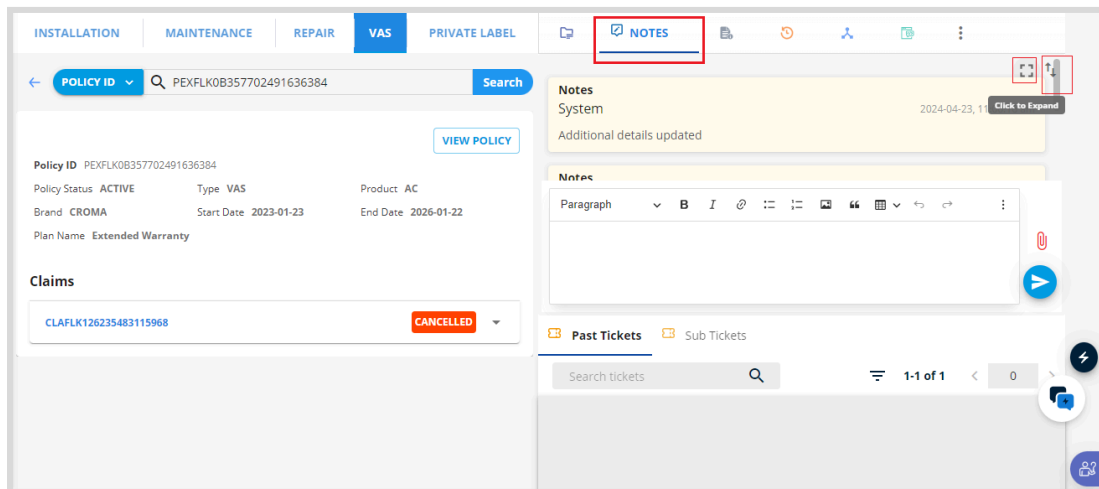 INSTALLATION MAINTENANCE REPAIR VAS PRIVATE LABEL
NOTES
POLICY ID PEXFLK0B357702491636384 Search
VIEW POLICY
Policy ID PEXFLK0B357702491636384
Policy Status ACTIVE Type VAS Product AC
Brand CROMA Start Date 2023-01-23 End Date 2026-01-22
Plan Name Extended Warranty
Claims
CLAFLK126235483115968 CANCELLED
Notes
System 2024-04-23, 11
Click to Expand
Additional details updated
Notes
Paragraph B I
Past Tickets Sub Tickets
Search tickets 1-1 of 1 0